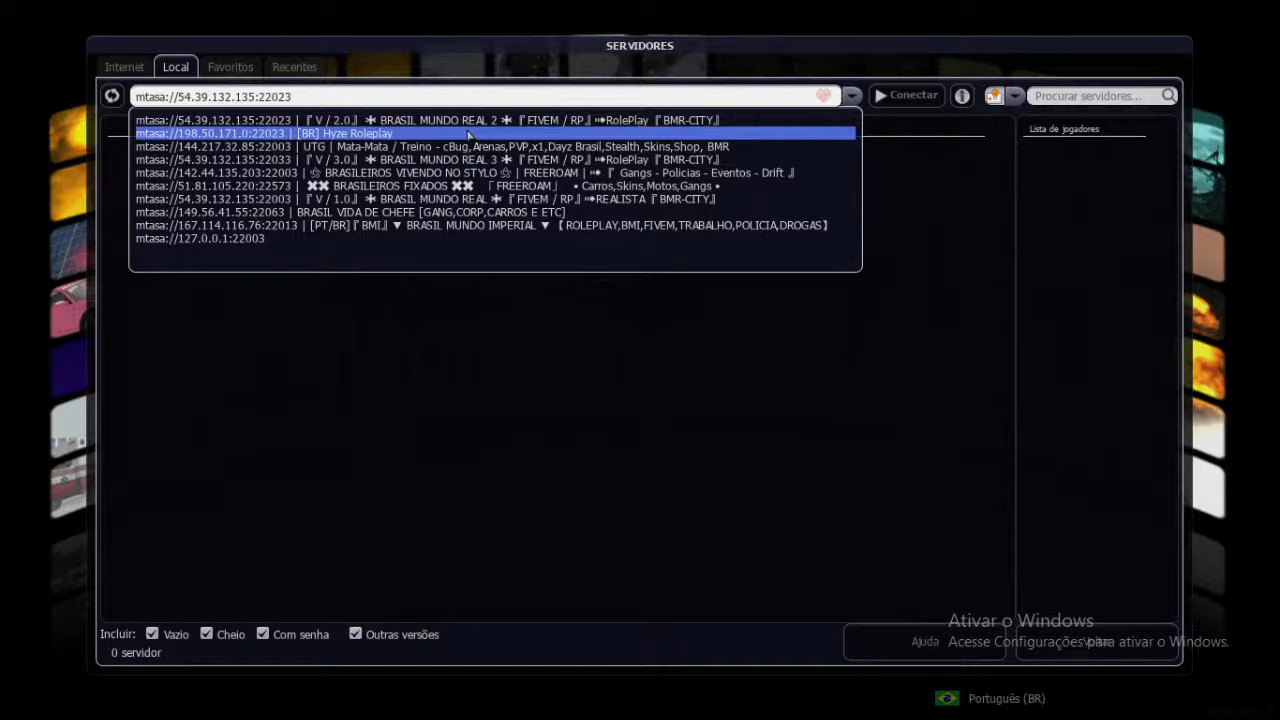 SERVIDORES
Internet Local Favoritos Recentes
mtasa://54.39.132.135:22023
Conectar
Procurar servidores...
mtasa://54.39.132.135:22023 | 『 V / 2.0』 ✶ BRASIL MUNDO REAL 2 ✶ 『FIVEM / RP』➠RolePlay 『BMR-CITY』
mtasa://198.50.171.0:22023 | [BR] Hyze Roleplay
mtasa://144.217.32.85:22003 | UTG | Mata-Mata / Treino - cBug,Arenas,PVP,x1,Dayz Brasil,Stealth,Skins,Shop, BMR
mtasa://54.39.132.133:22003 | 『 V / 3.0』 ✶ BRASIL MUNDO REAL 3 ✶ 『FIVEM / RP』➠RolePlay 『BMR-CITY』
mtasa://142.44.135.203:22003 | ⚝ BRASILEIROS VIVENDO NO STYLO ⚝ | FREEROAM | ➠ 『 Gangs - Policias - Eventos - Drift 』
mtasa://51.81.105.220:22573 | ✖✖ BRASILEIROS FIXADOS ✖✖ 「FREEROAM」 • Carros,Skins,Motos,Gangs •
mtasa://54.39.132.135:22003 | 『 V / 1.0』 ✶ BRASIL MUNDO REAL ✶ 『FIVEM / RP』➠REALISTA 『BMR-CITY』
mtasa://149.56.41.55:22063 | BRASIL VIDA DE CHEFE [GANG,CORP,CARROS E ETC]
mtasa://167.114.116.76:22013 | [PT/BR]『BMI』 ▼ BRASIL MUNDO IMPERIAL ▼ 【ROLEPLAY,BMI,FIVEM,TRABALHO,POLICIA,DROGAS】
mtasa://127.0.0.1:22003
Lista de jogadores
Incluir: Vazio Cheio Com senha Outras versões
0 servidor
Ajuda
Voltar
Ativar o Windows
Acesse Configurações para ativar o Windows.
Português (BR)